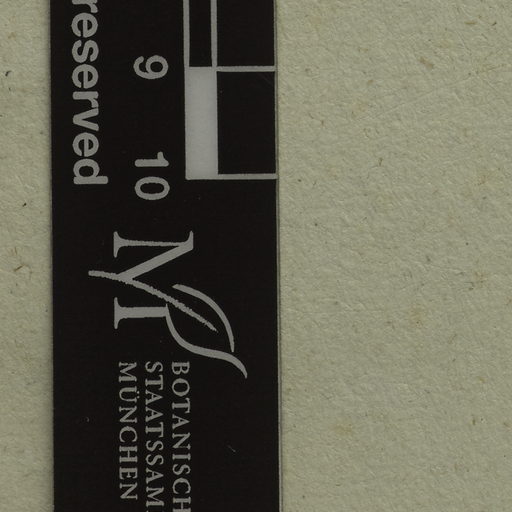 reserved
9 10
M
BOTANISCH
STAATSSAM
MÜNCHEN